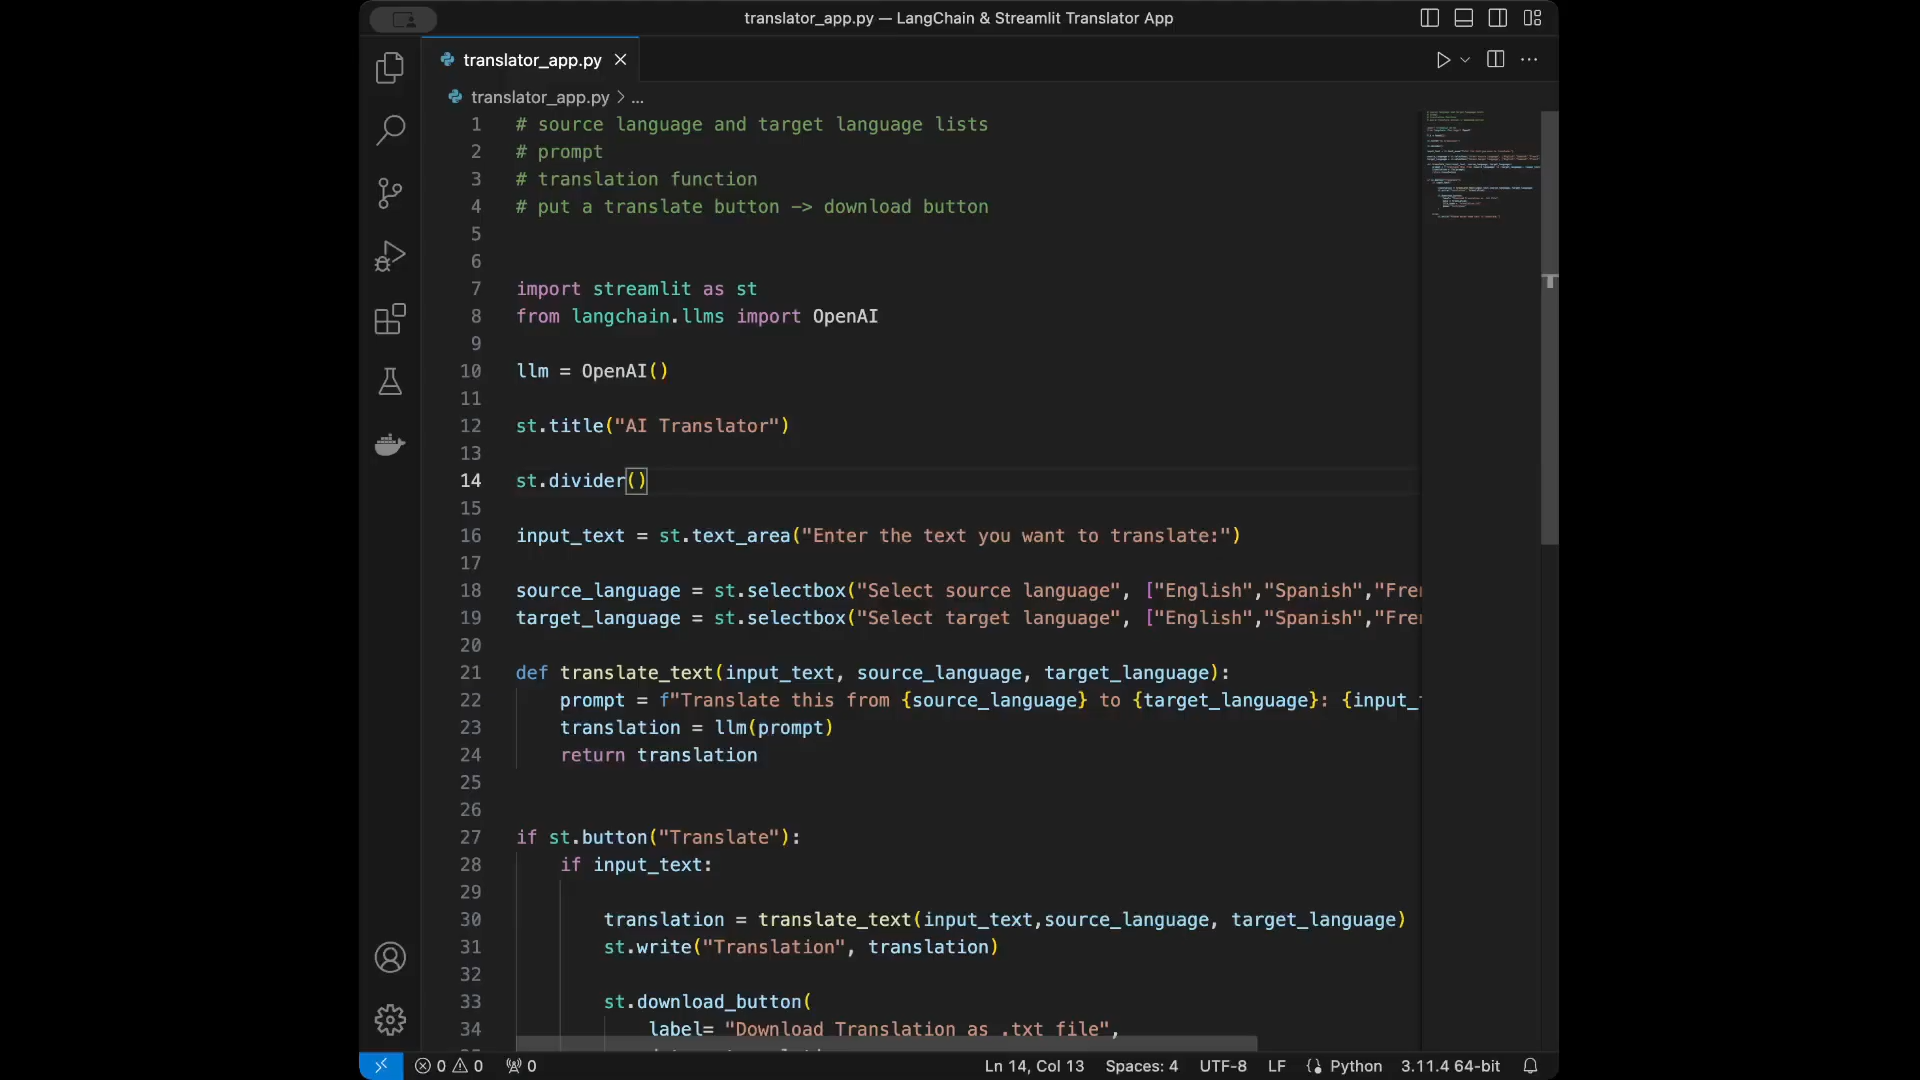 translator_app.py — LangChain & Streamlit Translator App
translator_app.py
translator_app.py > ...
1 # source language and target language lists
2 # prompt
3 # translation function
4 # put a translate button —> download button
5
6
7 import streamlit as st
8 from langchain.llms import OpenAI
9
10 llm = OpenAI()
11
12 st.title("AI Translator")
13
14 st.divider()
15
16 input_text = st.text_area("Enter the text you want to translate:")
17
18 source_language = st.selectbox("Select source language", ["English","Spanish","Fre
19 target_language = st.selectbox("Select target language", ["English","Spanish","Fre
20
21 def translate_text(input_text, source_language, target_language):
22 prompt = f"Translate this from {source_language} to {target_language}: {input_
23 translation = llm(prompt)
24 return translation
25
26
27 if st.button("Translate"):
28 if input_text:
29
30 translation = translate_text(input_text,source_language, target_language)
31 st.write("Translation", translation)
32
33 st.download_button(
34 label= "Download Translation as .txt file",
0 0 0 Ln 14, Col 13 Spaces: 4 UTF-8 LF Python 3.11.4 64-bit